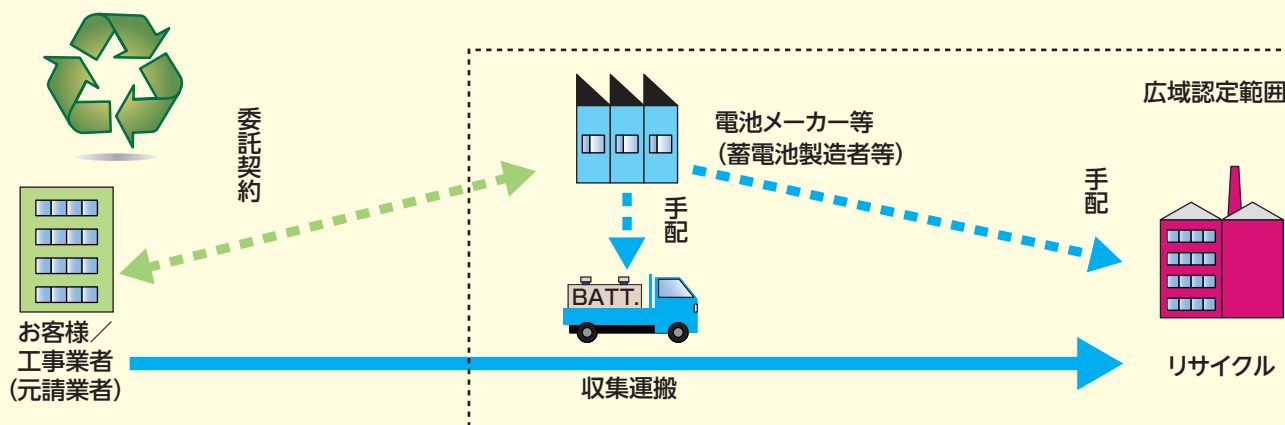 広域認定範囲
委託契約
電池メーカー等
(蓄電池製造者等)
手配
手配
BATT.
お客様/
工事業者
(元請業者)
収集運搬
リサイクル